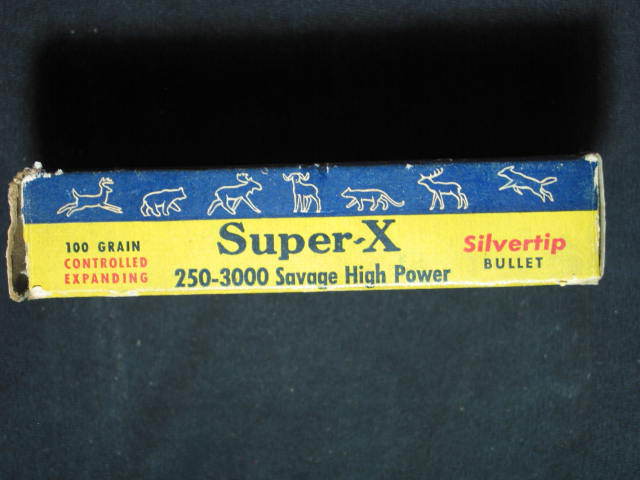 100 GRAIN
CONTROLLED
EXPANDING
Super-X
250-3000 Savage High Power
Silvertip
BULLET